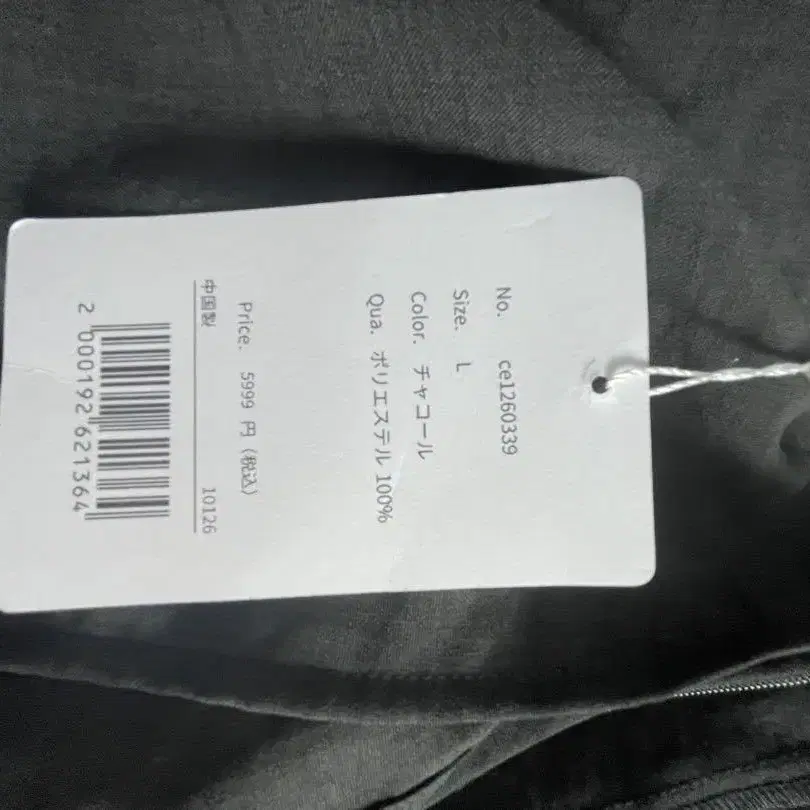 No. ce1260339
Size. L
Color. チャコール
Qua. ポリエステル 100%
Price. 5999 円 (税込)
中国製 10126
2 000192 621364